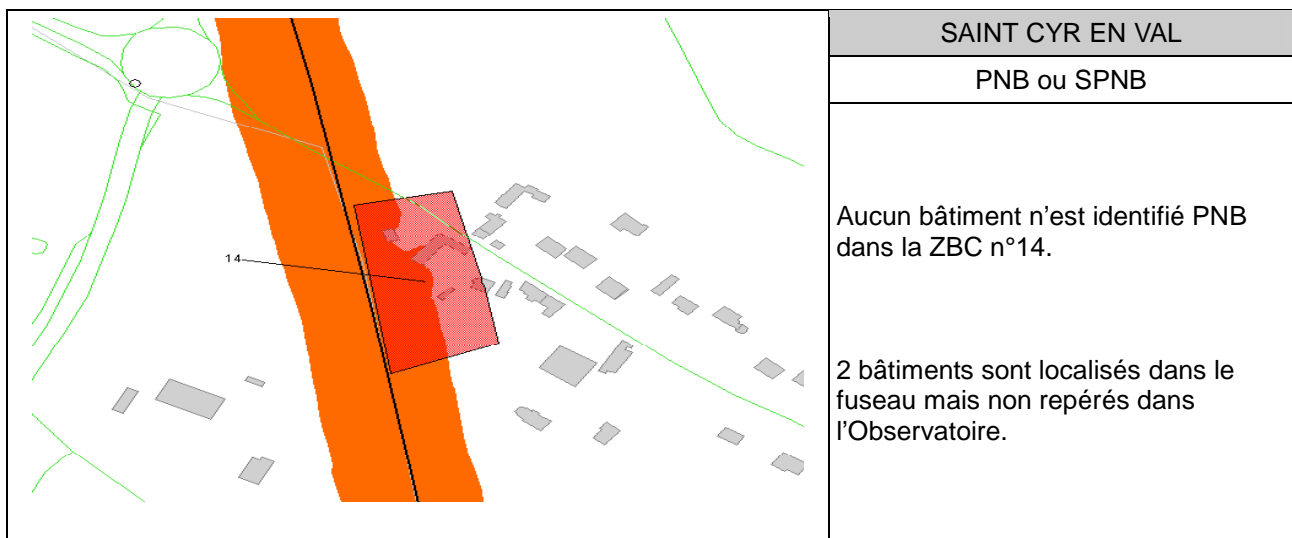 SAINT CYR EN VAL
PNB ou SPNB
14
Aucun bâtiment n’est identifié PNB
dans la ZBC n°14.
2 bâtiments sont localisés dans le
fuseau mais non repérés dans
l’Observatoire.